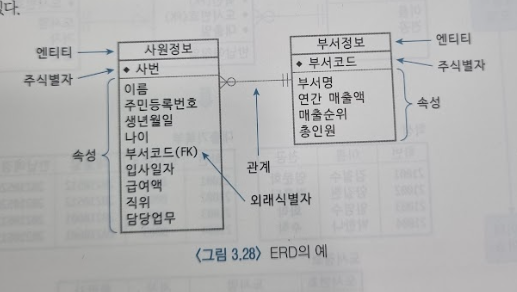 있다.
엔티티
사원정보
부서정보
엔티티
주식별자
◆ 사번
◆ 부서코드
주식별자
속성
이름
주민등록번호
생년월일
나이
부서코드(FK)
입사일자
급여액
직위
담당업무
관계
외래식별자
부서명
연간 매출액
매출순위
총인원
속성
〈그림 3.28〉 ERD의 예